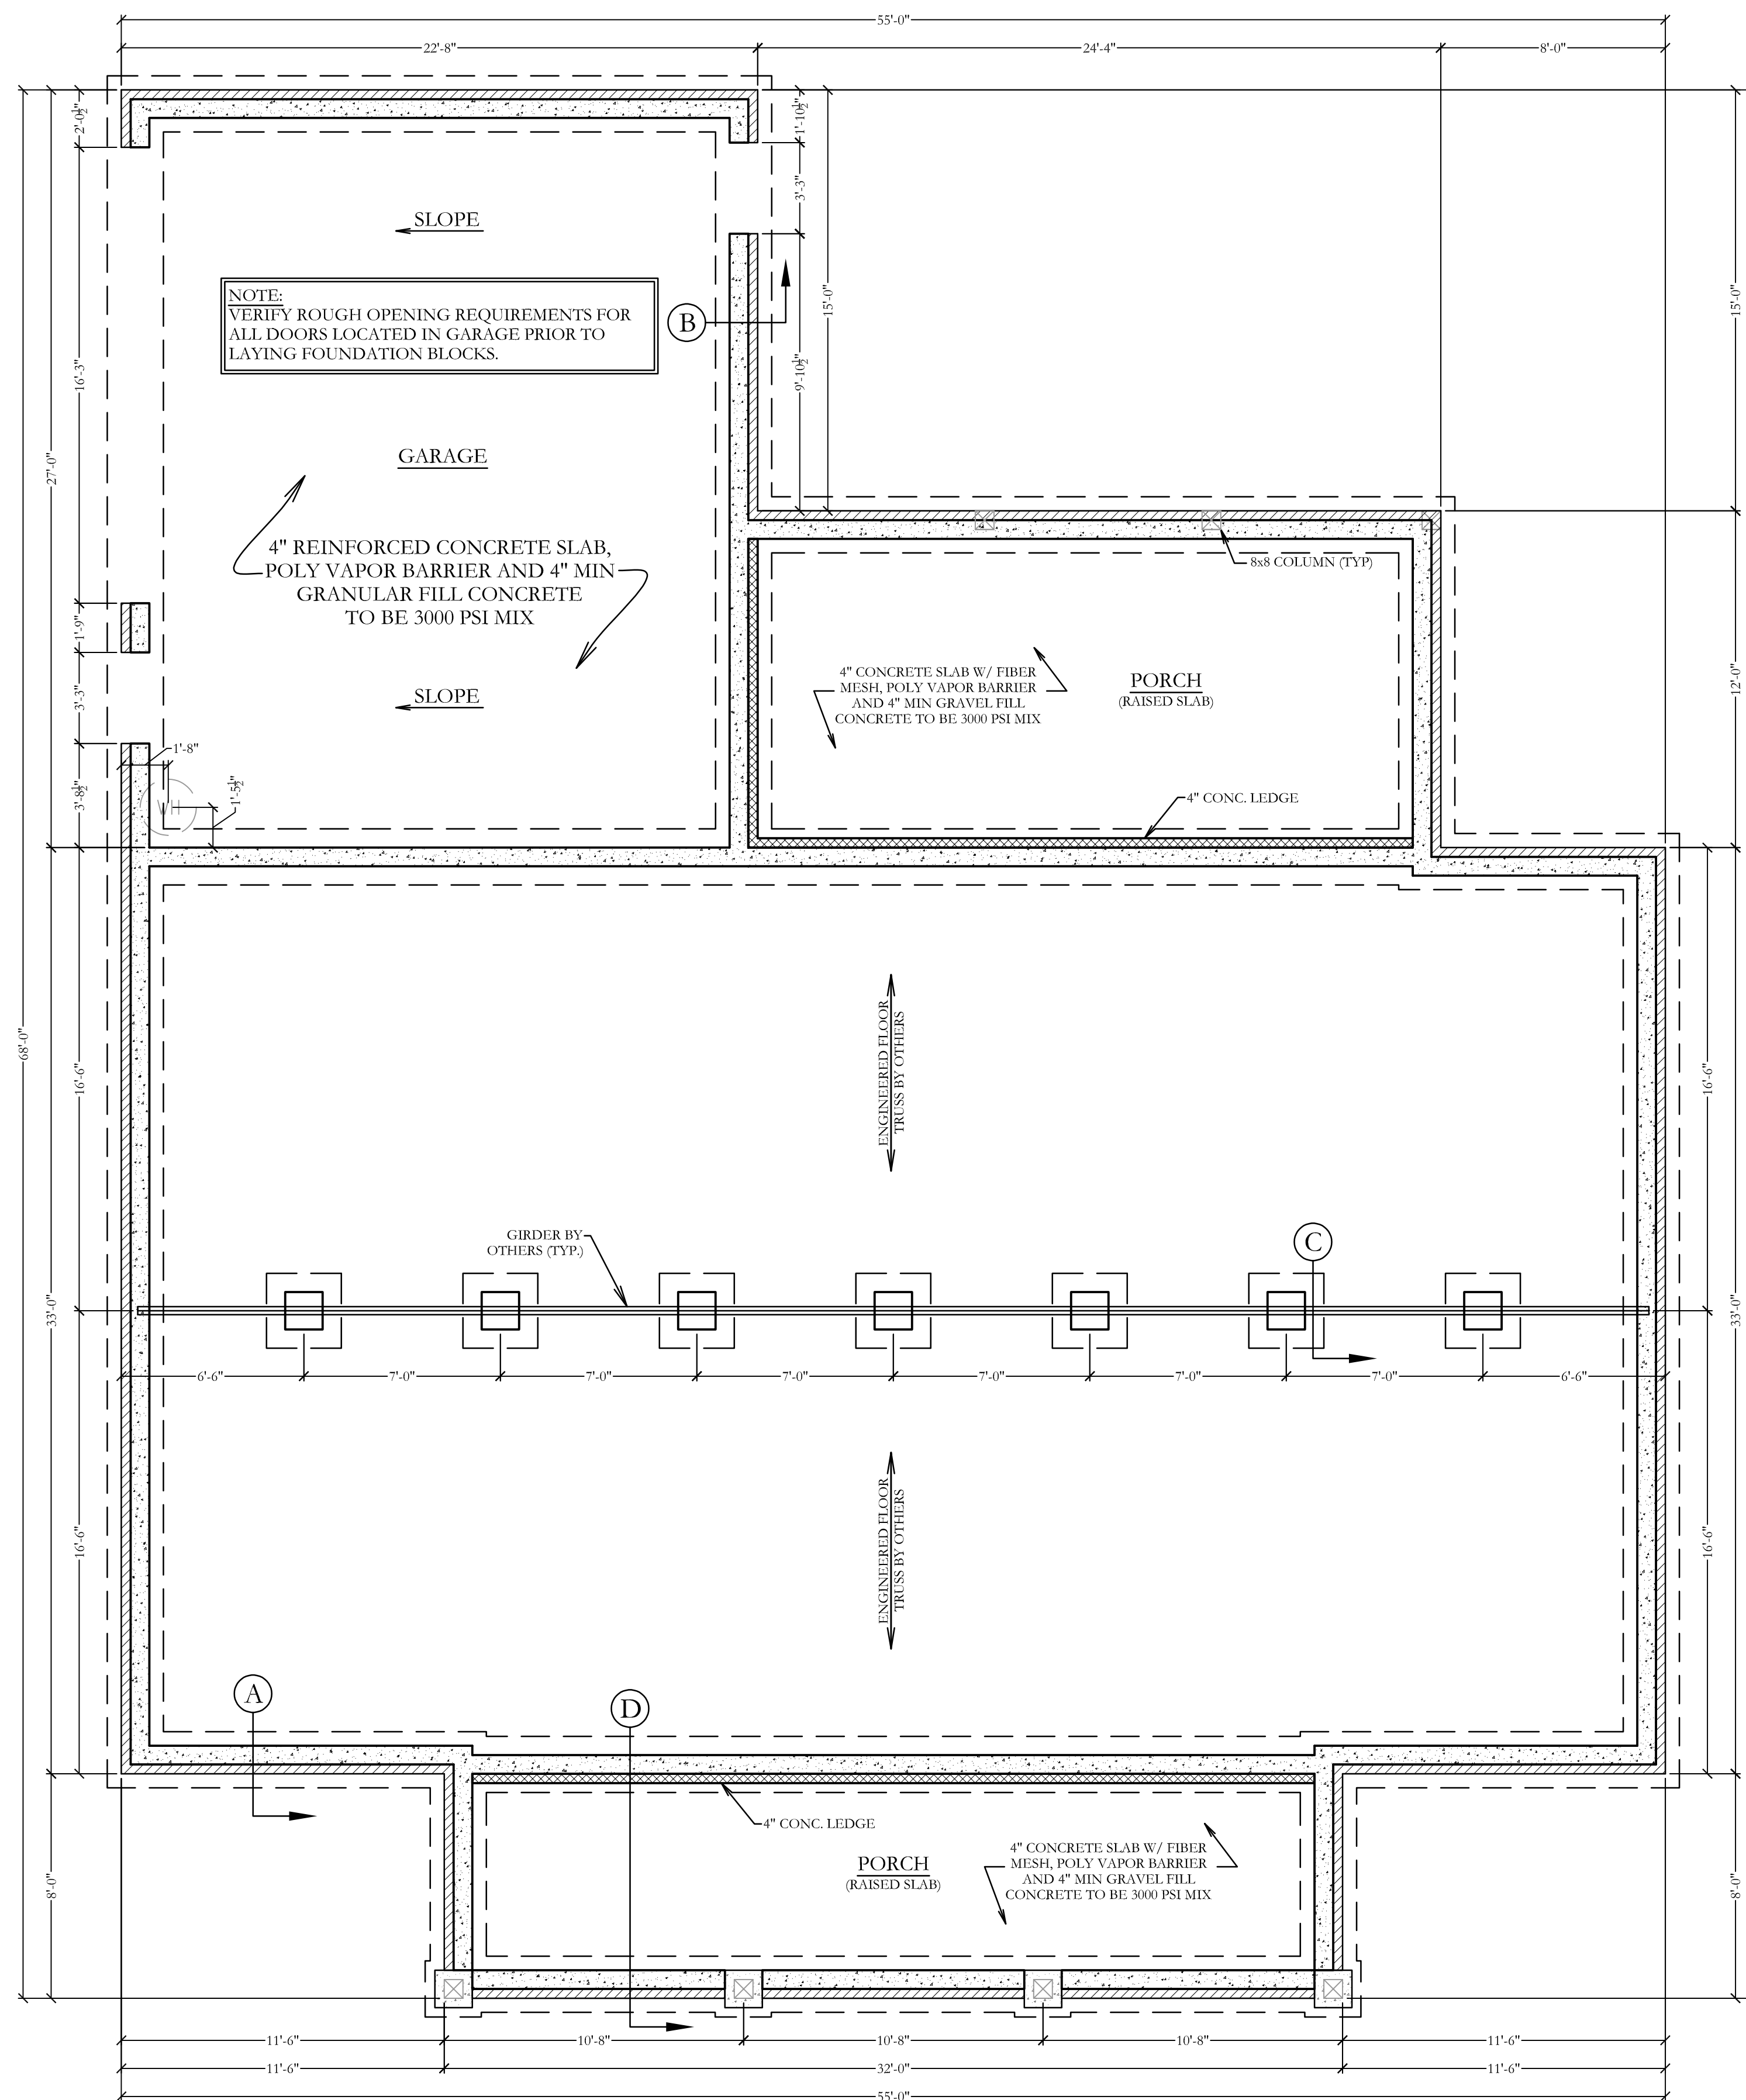 55'-0"
22'-8"
24'-4"
8'-0"
2'-0½"
1'-10½"
3'-3"
15'-0"
15'-0"
SLOPE
NOTE:
VERIFY ROUGH OPENING REQUIREMENTS FOR
ALL DOORS LOCATED IN GARAGE PRIOR TO
LAYING FOUNDATION BLOCKS.
B
16'-3"
9'-10½"
27'-0"
GARAGE
4" REINFORCED CONCRETE SLAB,
POLY VAPOR BARRIER AND 4" MIN
GRANULAR FILL CONCRETE
TO BE 3000 PSI MIX
8x8 COLUMN (TYP)
1'-9"
3'-3"
SLOPE
4" CONCRETE SLAB W/ FIBER
MESH, POLY VAPOR BARRIER
AND 4" MIN GRAVEL FILL
CONCRETE TO BE 3000 PSI MIX
PORCH
(RAISED SLAB)
12'-0"
1'-8"
3'-8½"
WH
1'-5½"
4" CONC. LEDGE
68'-0"
16'-6"
ENGINEERED FLOOR
TRUSS BY OTHERS
16'-6"
GIRDER BY
OTHERS (TYP.)
C
33'-0"
33'-0"
6'-6"
7'-0"
7'-0"
7'-0"
7'-0"
7'-0"
7'-0"
6'-6"
16'-6"
ENGINEERED FLOOR
TRUSS BY OTHERS
16'-6"
A
D
4" CONC. LEDGE
PORCH
(RAISED SLAB)
4" CONCRETE SLAB W/ FIBER
MESH, POLY VAPOR BARRIER
AND 4" MIN GRAVEL FILL
CONCRETE TO BE 3000 PSI MIX
8'-0"
8'-0"
11'-6"
10'-8"
10'-8"
10'-8"
11'-6"
11'-6"
32'-0"
11'-6"
55'-0"